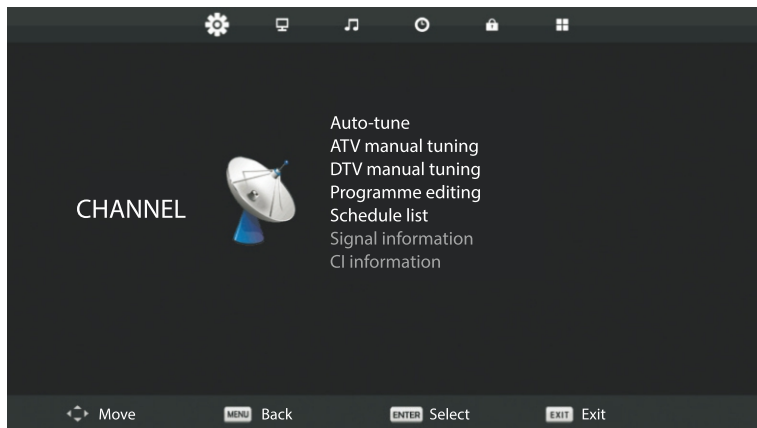 CHANNEL
Auto-tune
ATV manual tuning
DTV manual tuning
Programme editing
Schedule list
Signal information
CI information
Move
MENU Back
ENTER Select
EXIT Exit